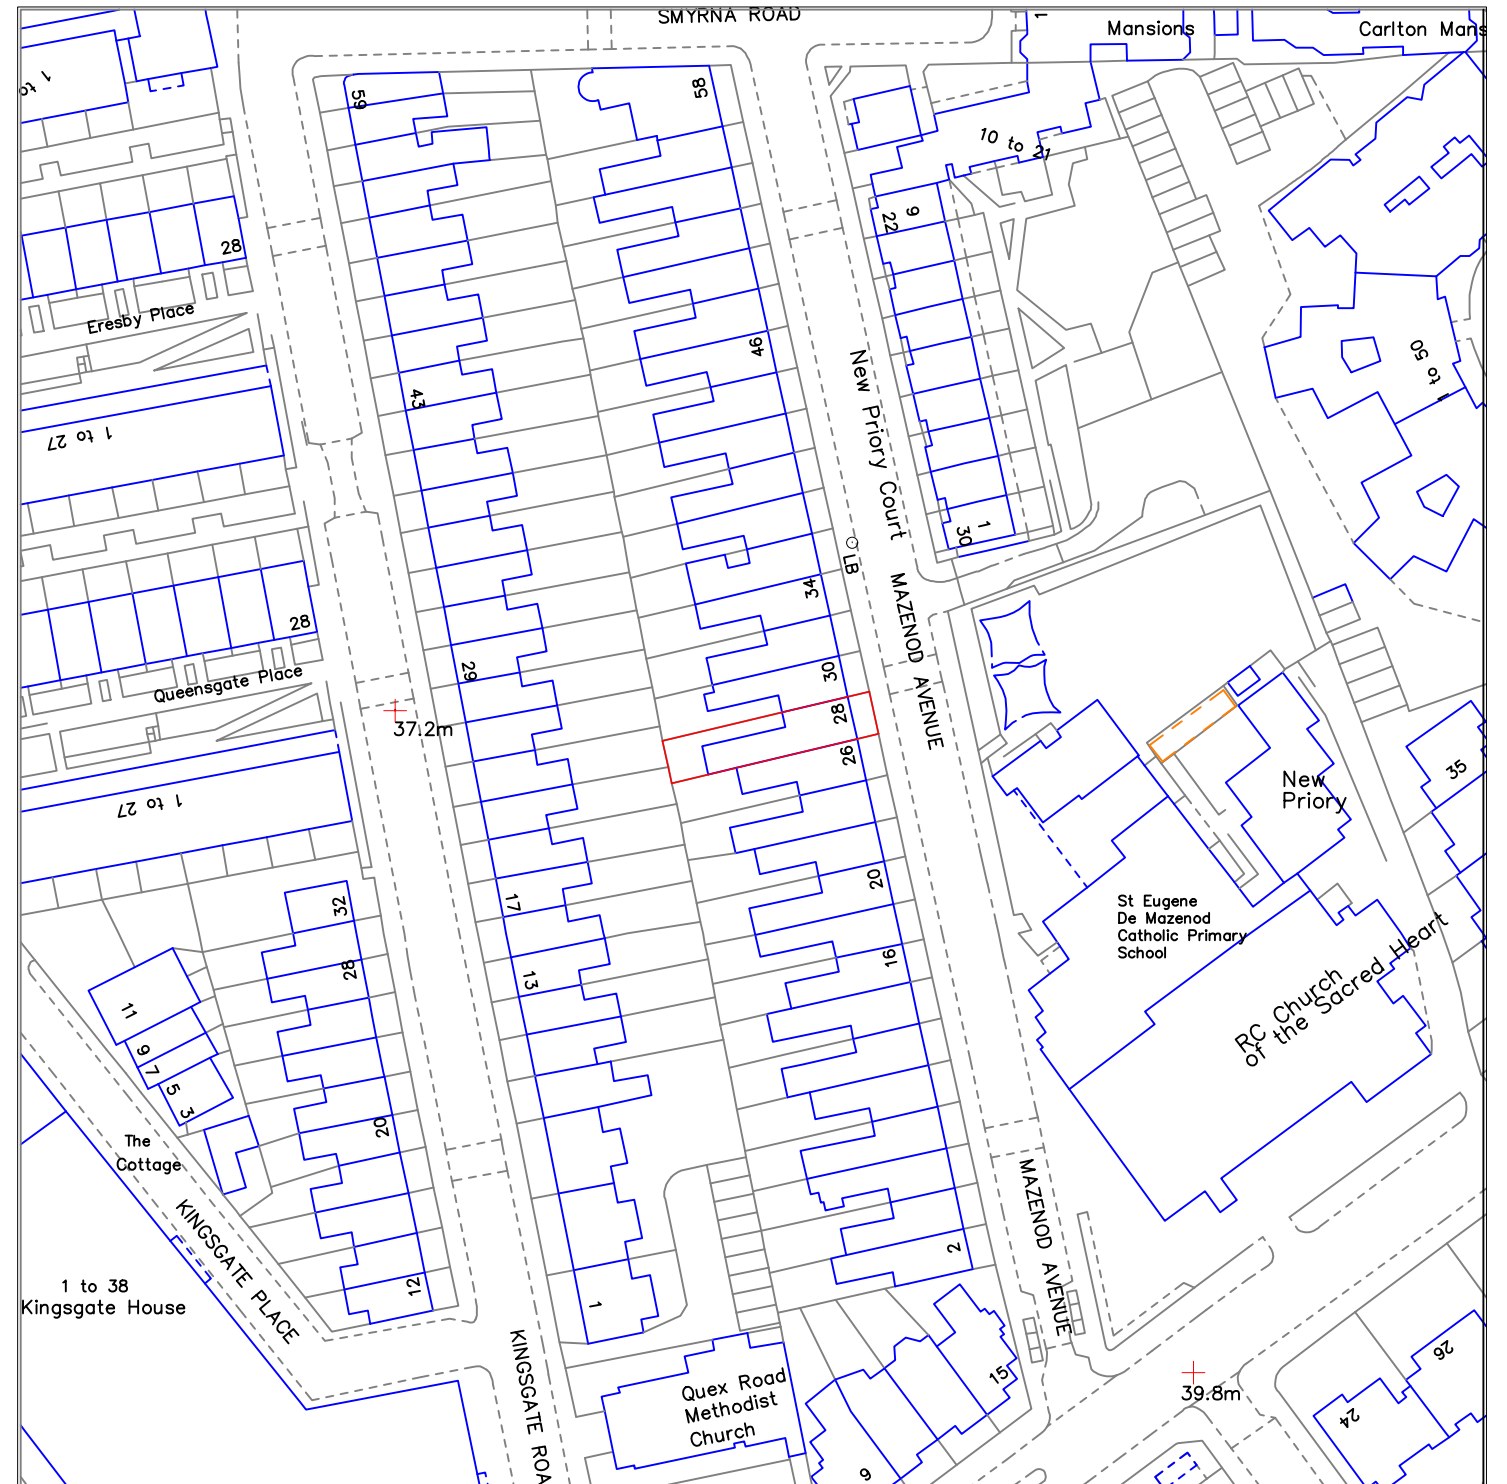 SMYRNA ROAD
1
Mansions
Carlton Mans
1 to
59
58
10 to 21
9
22
28
Eresby Place
46
New Priory Court
1 to 50
43
1 to 27
1
30
LB
34
MAZENOD AVENUE
28
29
30
Queensgate Place
37.2m
28
26
New
Priory
35
1 to 27
20
32
17
St Eugene
De Mazenod
Catholic Primary
School
16
28
13
11
RC Church
of the Sacred Heart
9
7
5
3
20
The
Cottage
KINGSGATE PLACE
MAZENOD AVENUE
2
12
1 to 38
Kingsgate House
1
KINGSGATE ROA
Quex Road
Methodist
Church
15
39.8m
26
24
9